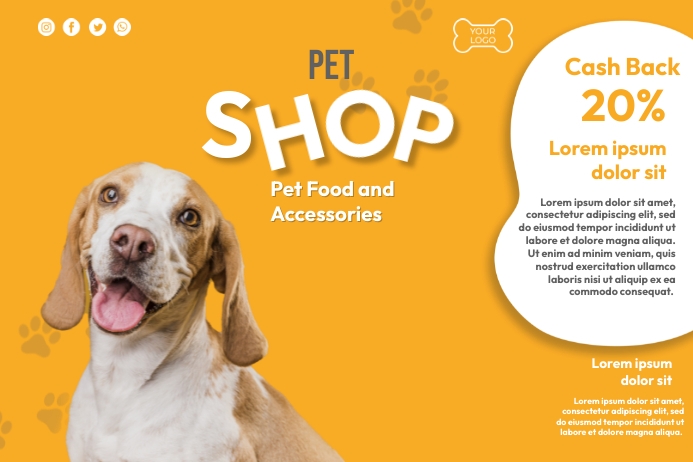 YOUR
LOGO
PET
SHOP
Pet Food and
Accessories
Cash Back
20%
Lorem ipsum
dolor sit
Lorem ipsum dolor sit amet,
consectetur adipiscing elit, sed
do eiusmod tempor incididunt ut
labore et dolore magna aliqua.
Ut enim ad minim veniam, quis
nostrud exercitation ullamco
laboris nisi ut aliquip ex ea
commodo consequat.
Lorem ipsum
dolor sit
Lorem ipsum dolor sit amet,
consectetur adipiscing elit, sed
do eiusmod tempor incididunt ut
labore et dolore magna aliqua.